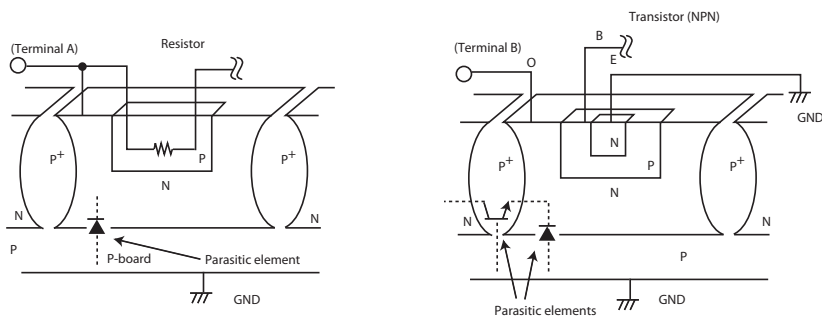 Resistor
(Terminal A)
P+
P+
P
N
N
N
P
P-board
Parasitic element
GND
Transistor (NPN)
(Terminal B)
B
E
O
GND
P+
P+
N
P
N
N
N
P
Parasitic elements
GND